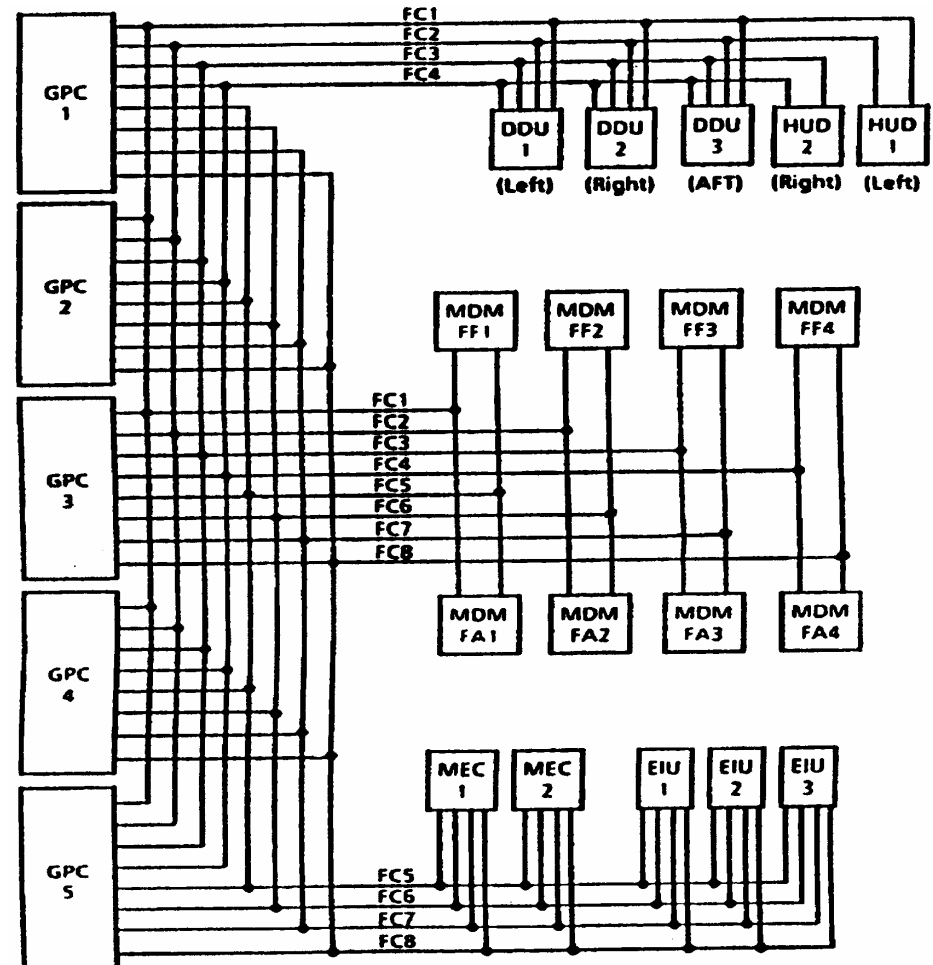 FC1
FC2
FC3
FC4
GPC
1
DDU
1
DDU
2
DDU
3
HUD
2
HUD
1
(Left)
(Right)
(AFT)
(Right)
(Left)
GPC
2
MDM
FF1
MDM
FF2
MDM
FF3
MDM
FF4
GPC
3
FC1
FC2
FC3
FC4
FC5
FC6
FC7
FC8
MDM
FA1
MDM
FA2
MDM
FA3
MDM
FA4
GPC
4
MEC
1
MEC
2
EIU
1
EIU
2
EIU
3
GPC
5
FC5
FC6
FC7
FC8